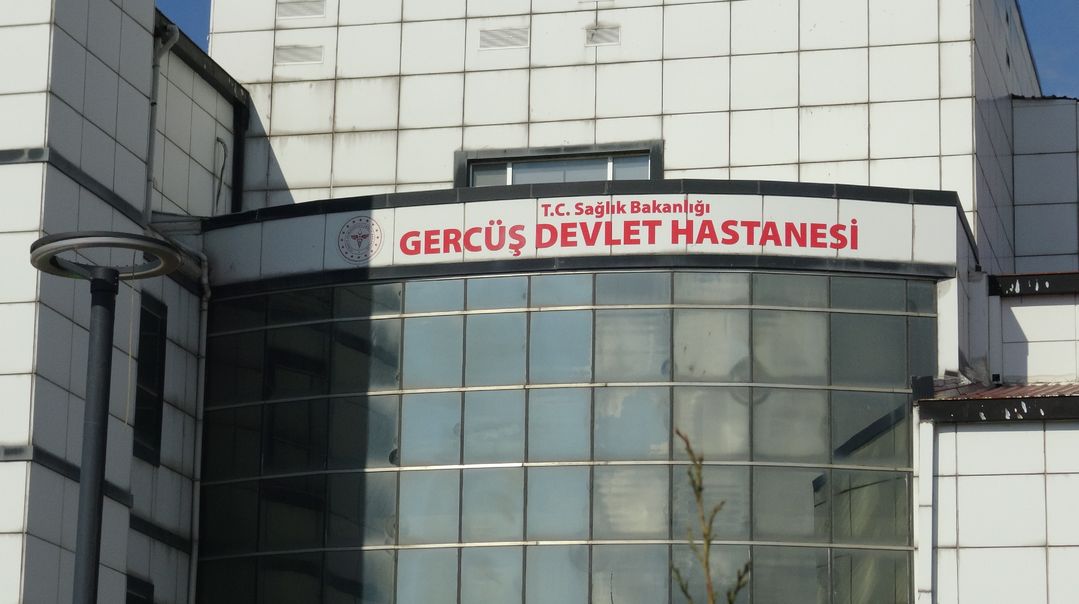 T.C. Sağlık Bakanlığı
GERCÜŞ DEVLET HASTANESİ